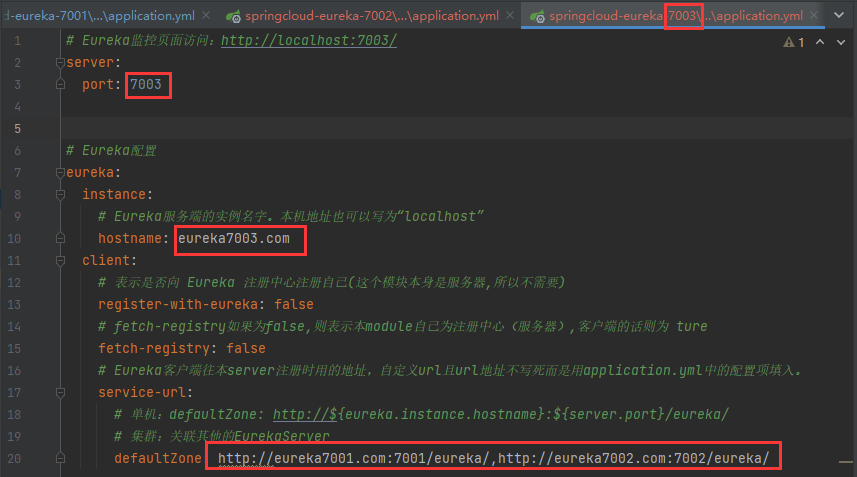 d-eureka-7001\...\application.yml springcloud-eureka-7002\...\application.yml springcloud-eureka-7003\...\application.yml
1 # Eureka监控页面访问：http://localhost:7003/ 1
2 server:
3 port: 7003
4
5
6 # Eureka配置
7 eureka:
8 instance:
9 # Eureka服务端的实例名字。本机地址也可以写为“localhost”
10 hostname: eureka7003.com
11 client:
12 # 表示是否向 Eureka 注册中心注册自己(这个模块本身是服务器,所以不需要)
13 register-with-eureka: false
14 # fetch-registry如果为false,则表示本module自己为注册中心（服务器）,客户端的话则为 ture
15 fetch-registry: false
16 # Eureka客户端往本server注册时用的地址，自定义url且url地址不写死而是用application.yml中的配置项填入。
17 service-url:
18 # 单机：defaultZone: http://${eureka.instance.hostname}:${server.port}/eureka/
19 # 集群：关联其他的EurekaServer
20 defaultZone http://eureka7001.com:7001/eureka/,http://eureka7002.com:7002/eureka/